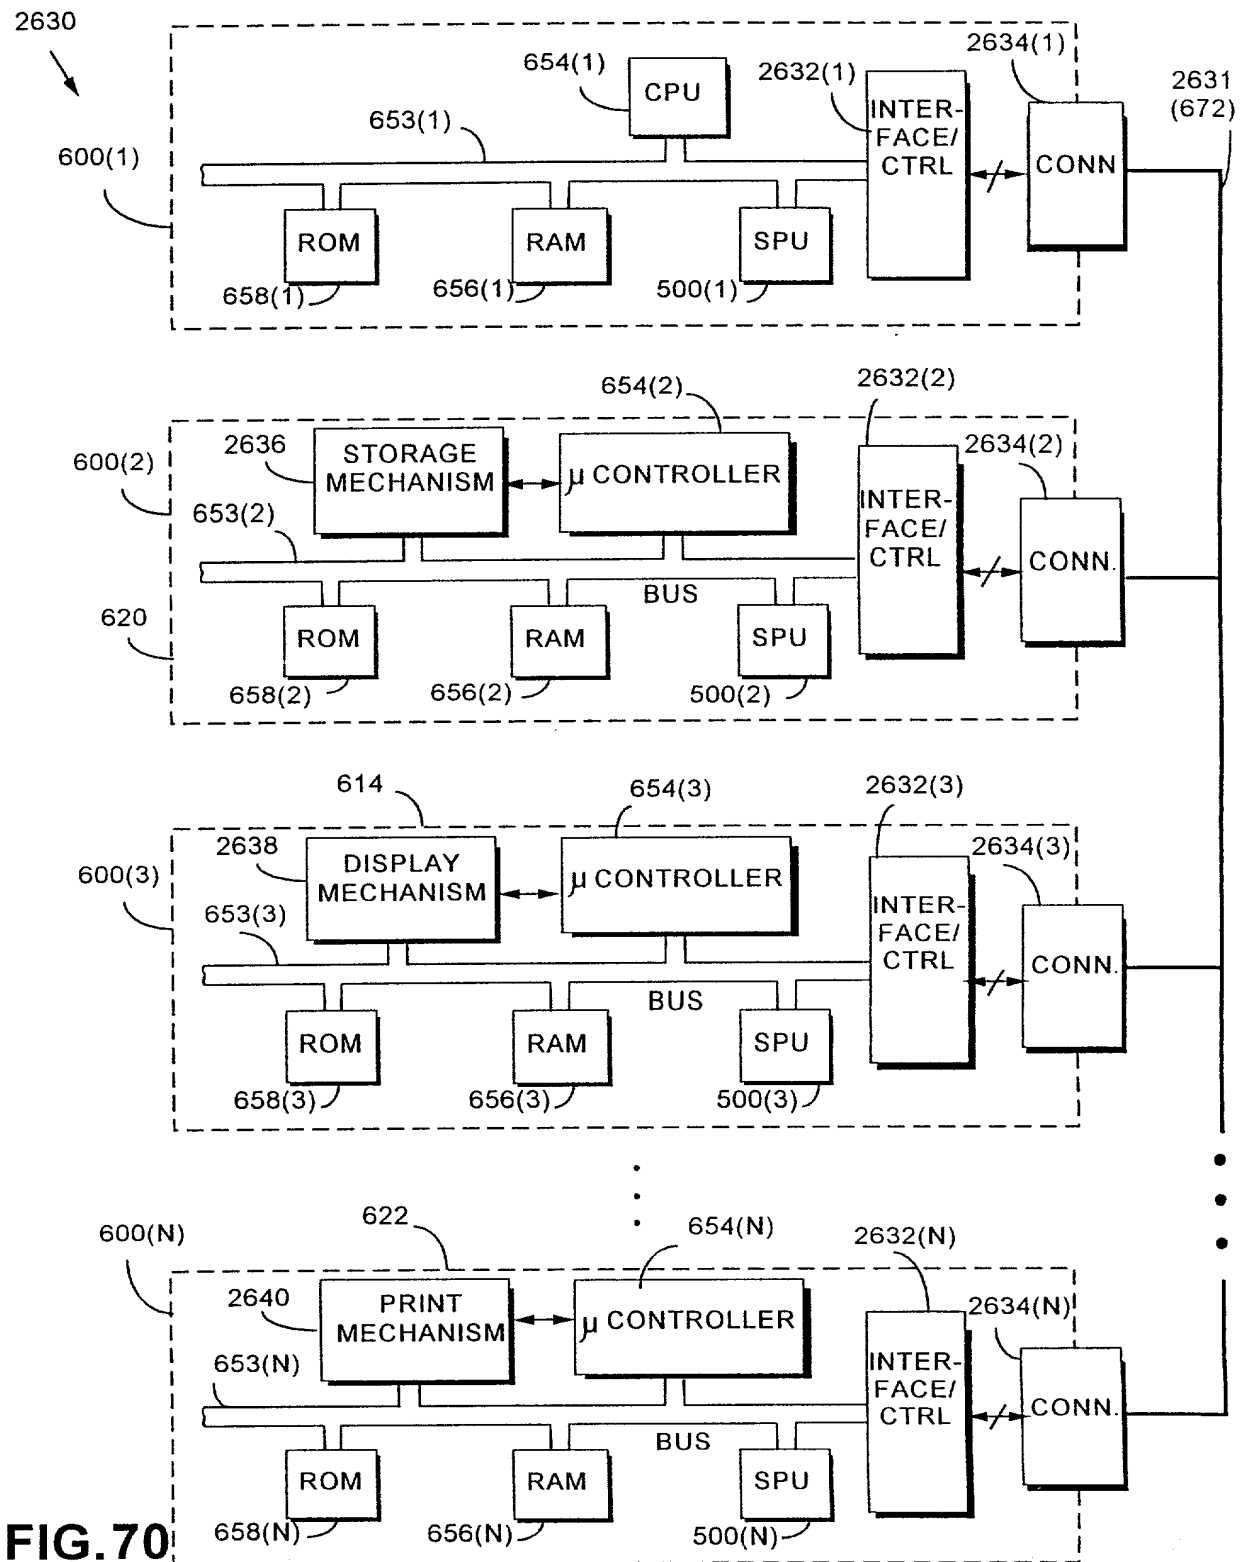 2630
600(1)
653(1)
654(1)
CPU
2632(1)
INTER-
FACE/
CTRL
2634(1)
CONN
2631
(672)
ROM
658(1)
RAM
656(1)
SPU
500(1)
600(2)
2636
STORAGE
MECHANISM
654(2)
µ CONTROLLER
2632(2)
INTER-
FACE/
CTRL
2634(2)
CONN.
653(2)
BUS
620
ROM
658(2)
RAM
656(2)
SPU
500(2)
614
600(3)
2638
DISPLAY
MECHANISM
654(3)
µ CONTROLLER
2632(3)
INTER-
FACE/
CTRL
2634(3)
CONN.
653(3)
BUS
ROM
658(3)
RAM
656(3)
SPU
500(3)
622
600(N)
2640
PRINT
MECHANISM
654(N)
µ CONTROLLER
2632(N)
INTER-
FACE/
CTRL
2634(N)
CONN.
653(N)
BUS
ROM
658(N)
RAM
656(N)
SPU
500(N)
FIG.70